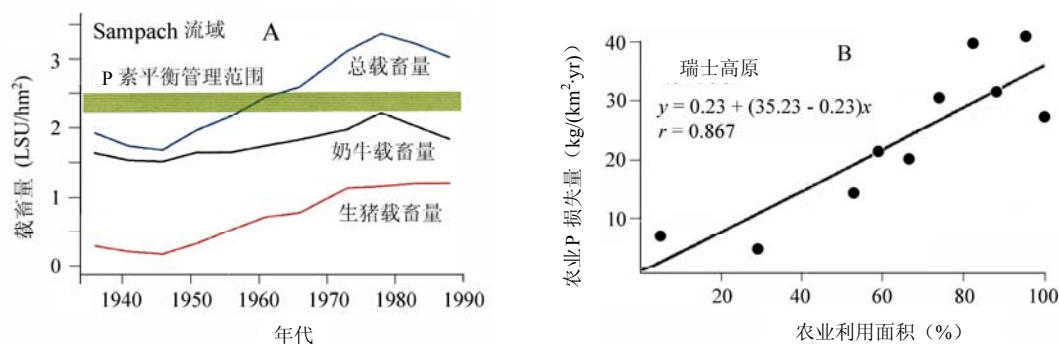 Sampach 流域
A
P 素平衡管理范围
总载畜量
奶牛载畜量
生猪载畜量
载畜量 (LSU/hm²)
3
2
1
0
1940 1950 1960 1970 1980 1990
年代
B
瑞士高原
y = 0.23 + (35.23 - 0.23)x
r = 0.867
农业P 损失量（kg/(km²·yr)）
40
30
20
10
20 40 60 80 100
农业利用面积（%）